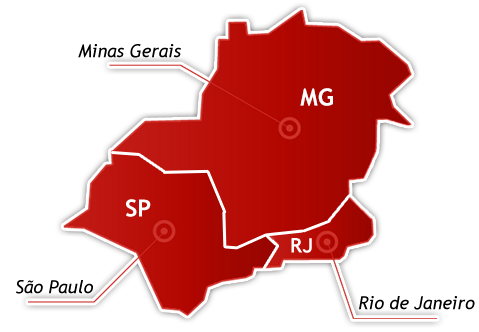 Minas Gerais
MG
SP
RJ
São Paulo
Rio de Janeiro